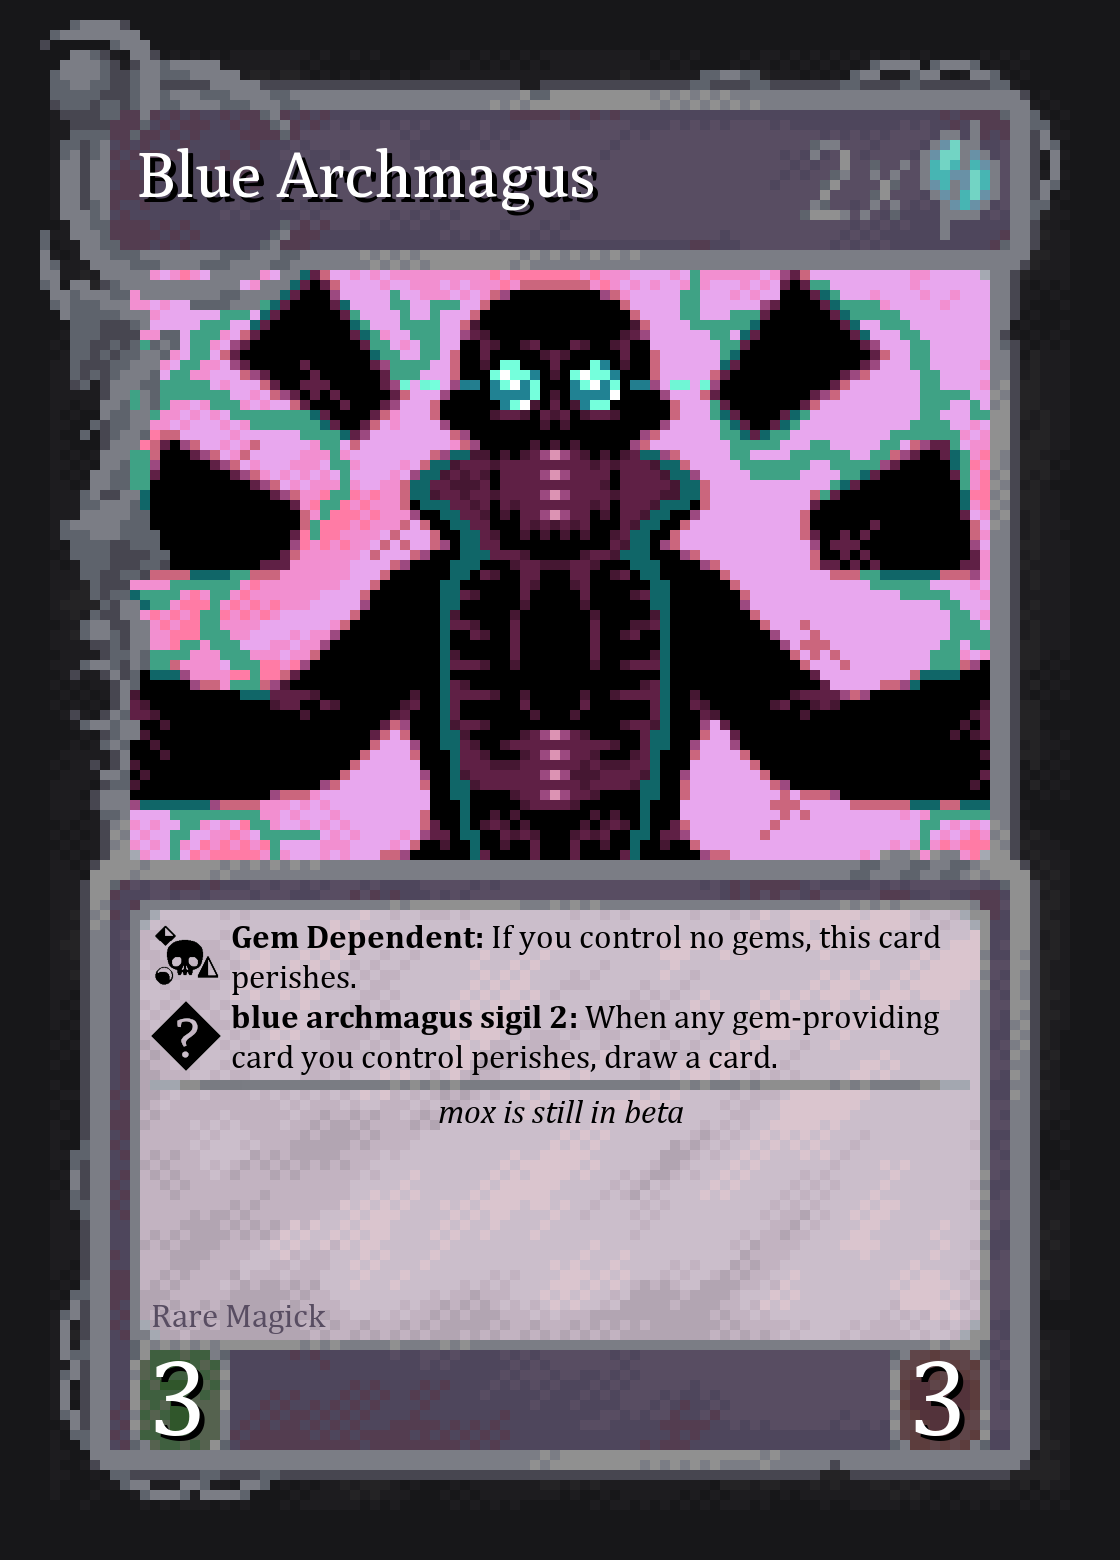 Blue Archmagus 2x
Gem Dependent: If you control no gems, this card
perishes.
?
blue archmagus sigil 2: When any gem-providing
card you control perishes, draw a card.
mox is still in beta
Rare Magick
3 3